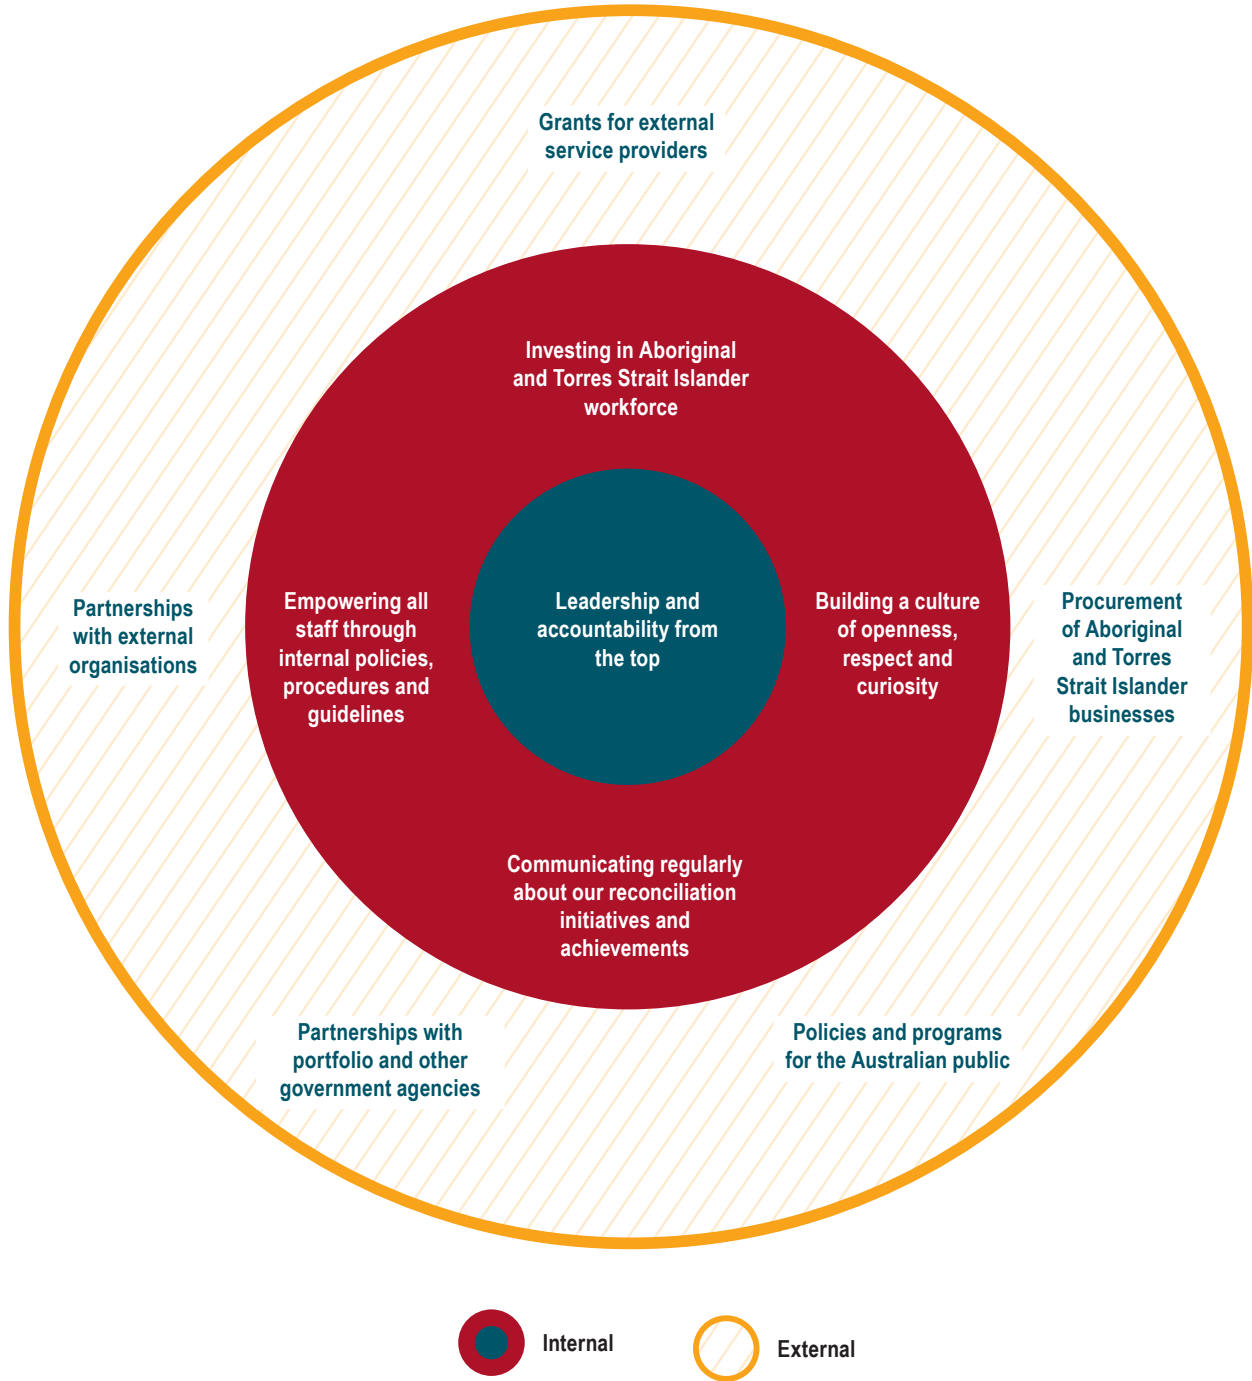 Grants for external
service providers
Investing in Aboriginal
and Torres Strait Islander
workforce
Partnerships
with external
organisations
Empowering all
staff through
internal policies,
procedures and
guidelines
Leadership and
accountability from
the top
Building a culture
of openness,
respect and
curiosity
Procurement
of Aboriginal
and Torres
Strait Islander
businesses
Communicating regularly
about our reconciliation
initiatives and
achievements
Partnerships with
portfolio and other
government agencies
Policies and programs
for the Australian public
Internal
External